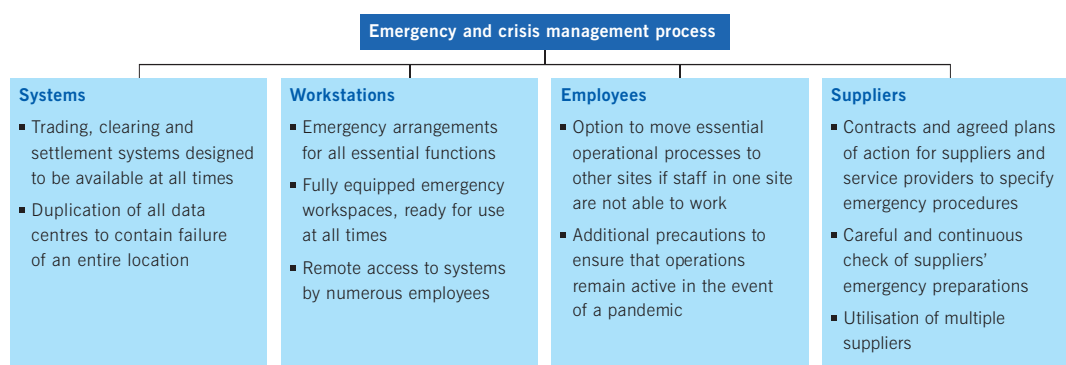 Emergency and crisis management process
Systems
▪ Trading, clearing and
settlement systems designed
to be available at all times
▪ Duplication of all data
centres to contain failure
of an entire location
Workstations
▪ Emergency arrangements
for all essential functions
▪ Fully equipped emergency
workspaces, ready for use
at all times
▪ Remote access to systems
by numerous employees
Employees
▪ Option to move essential
operational processes to
other sites if staff in one site
are not able to work
▪ Additional precautions to
ensure that operations
remain active in the event
of a pandemic
Suppliers
▪ Contracts and agreed plans
of action for suppliers and
service providers to specify
emergency procedures
▪ Careful and continuous
check of suppliers’
emergency preparations
▪ Utilisation of multiple
suppliers